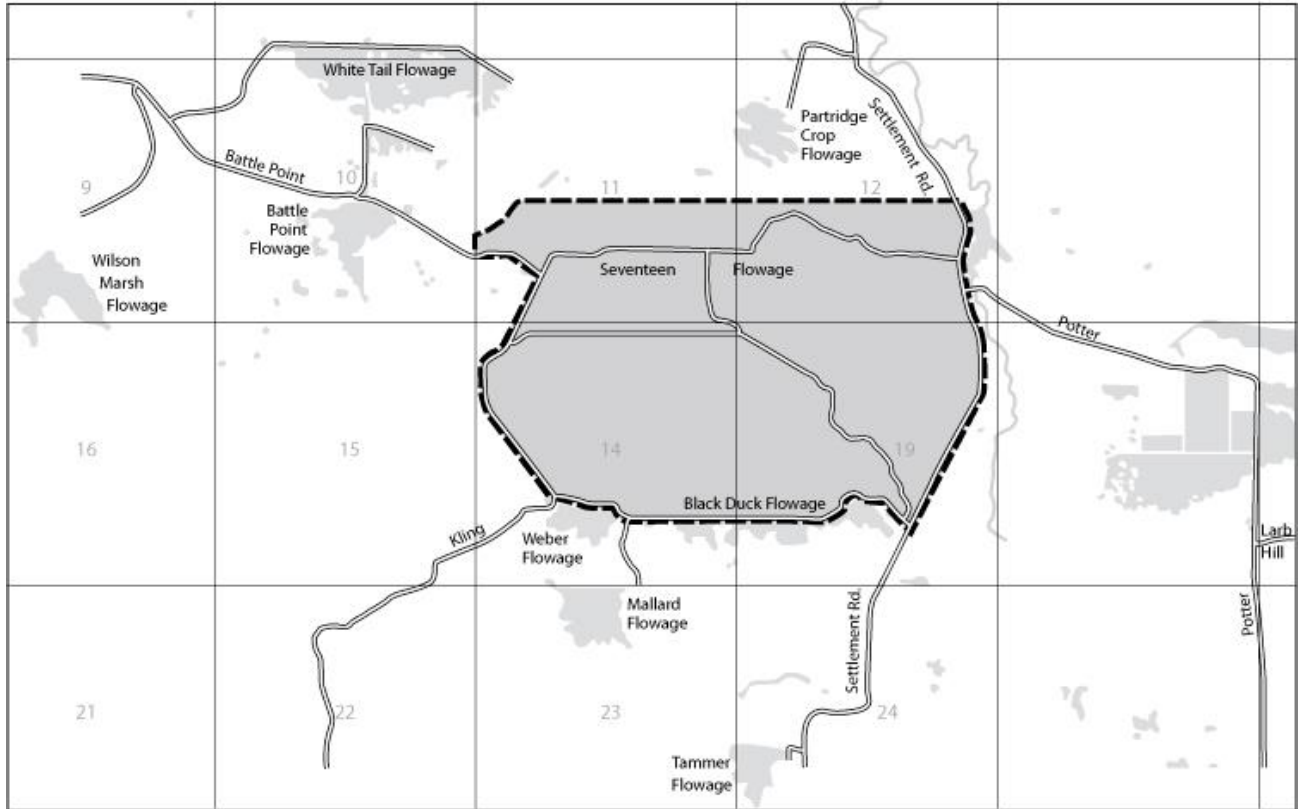 White Tail Flowage
Partridge
Crop
Flowage
Settlement Rd.
Battle Point
9
10
11
12
Battle
Point
Flowage
Wilson
Marsh
Flowage
Seventeen Flowage
Potter
16
15
14
19
Black Duck Flowage
Kling
Weber
Flowage
Larb
Hill
Mallard
Flowage
Settlement Rd.
Potter
21
22
23
24
Tammer
Flowage